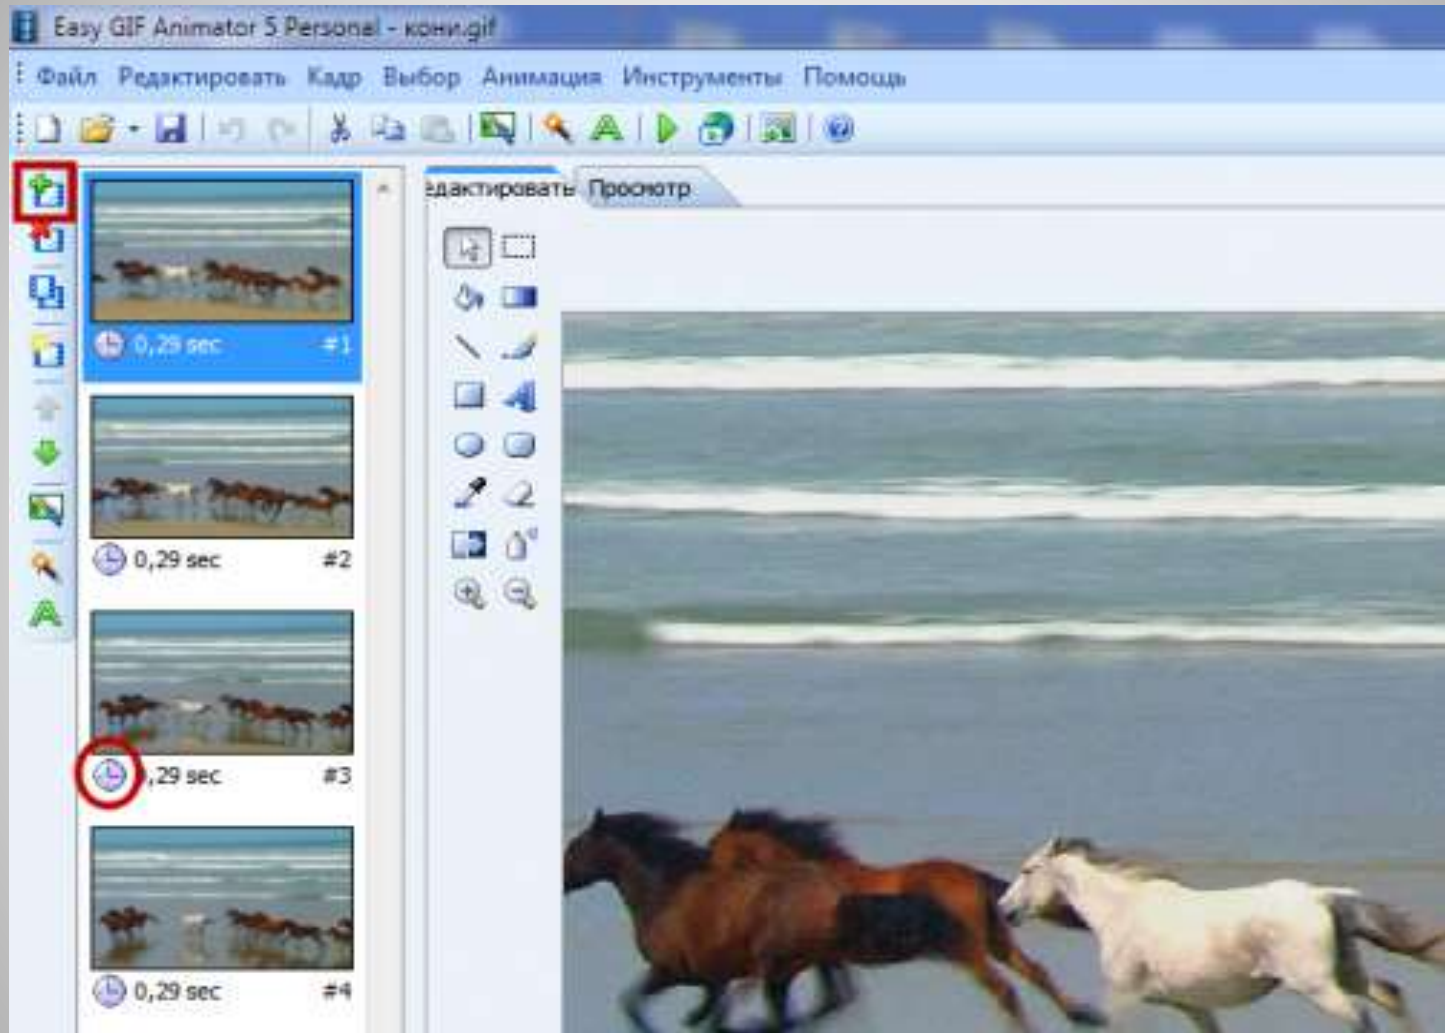 Easy GIF Animator 5 Personal - кони.gif
Файл Редактировать Кадр Выбор Анимация Инструменты Помощь
едактировать Просмотр
0,29 sec #1
0,29 sec #2
,29 sec #3
0,29 sec #4